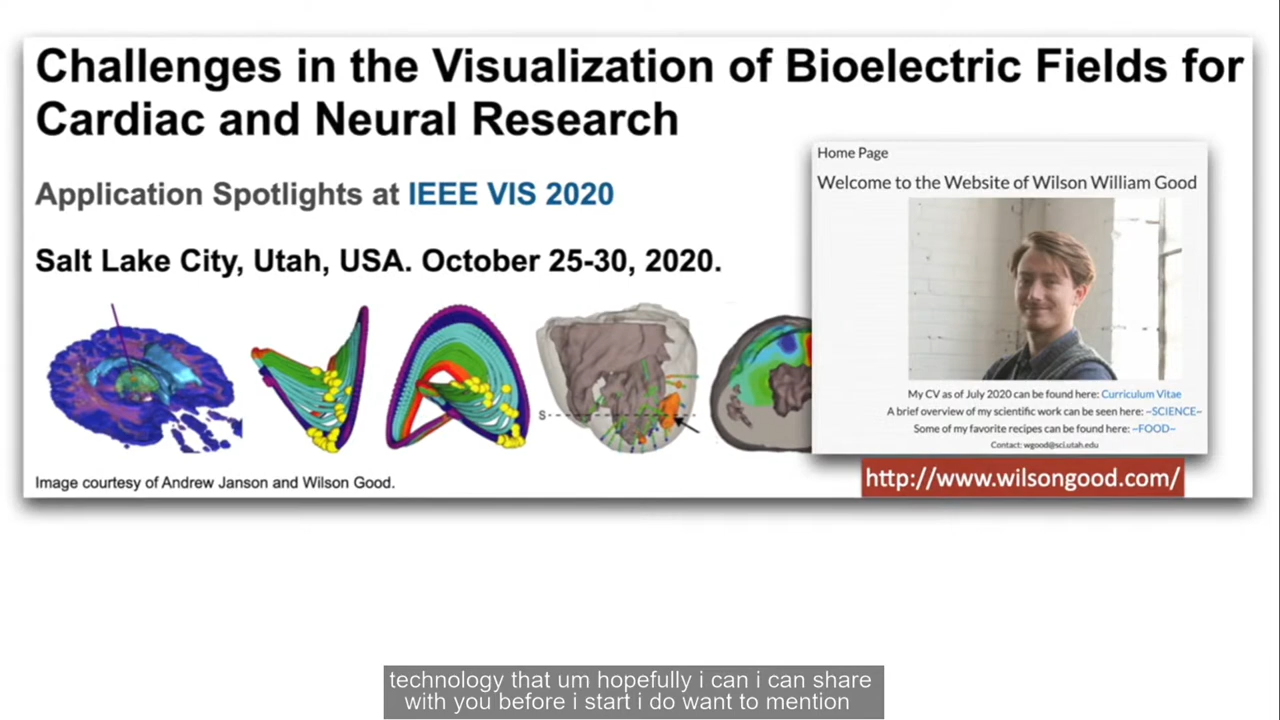 Challenges in the Visualization of Bioelectric Fields for
Cardiac and Neural Research
Application Spotlights at IEEE VIS 2020
Salt Lake City, Utah, USA. October 25-30, 2020.
S
Image courtesy of Andrew Janson and Wilson Good.
Home Page
Welcome to the Website of Wilson William Good
My CV as of July 2020 can be found here: Curriculum Vitae
A brief overview of my scientific work can be seen here: ~SCIENCE~
Some of my favorite recipes can be found here: ~FOOD~
Contact: wgood@sci.utah.edu
http://www.wilsongood.com/
technology that um hopefully i can i can share
with you before i start i do want to mention